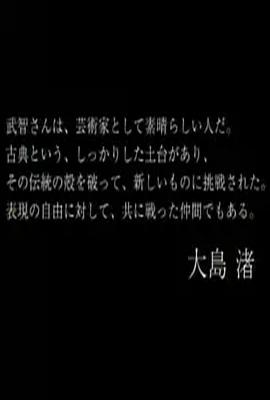 武智さんは、芸術家として素晴らしい人だ。
古典という、しっかりした土台があり、
その伝統の殻を破って、新しいものに挑戦された。
表現の自由に対して、共に戦った仲間でもある。
大島 渚